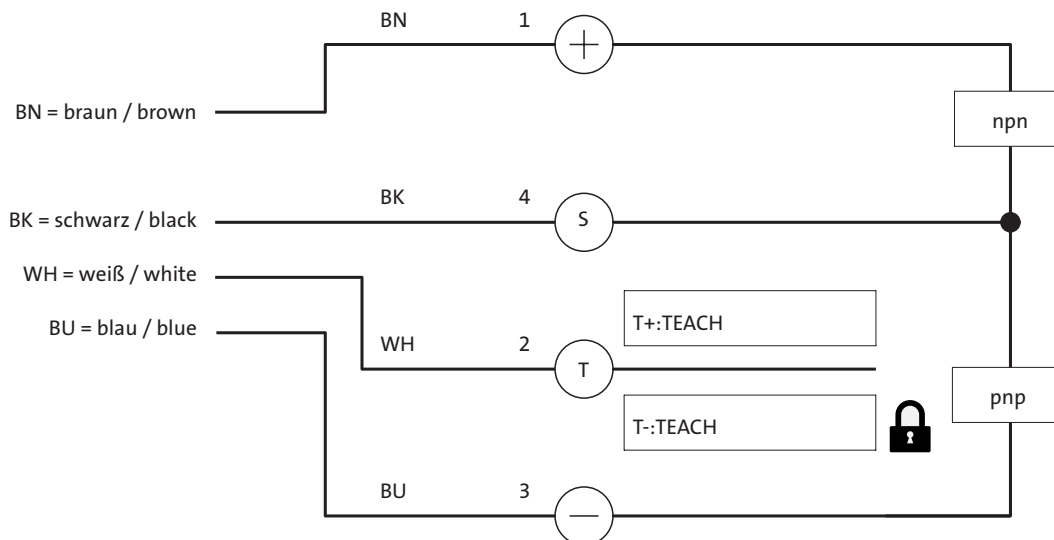 BN 1 +
BN = braun / brown
npn
BK 4 S
BK = schwarz / black
WH = weiß / white
BU = blau / blue
T+:TEACH
WH 2 T
pnp
T-:TEACH
BU 3 −